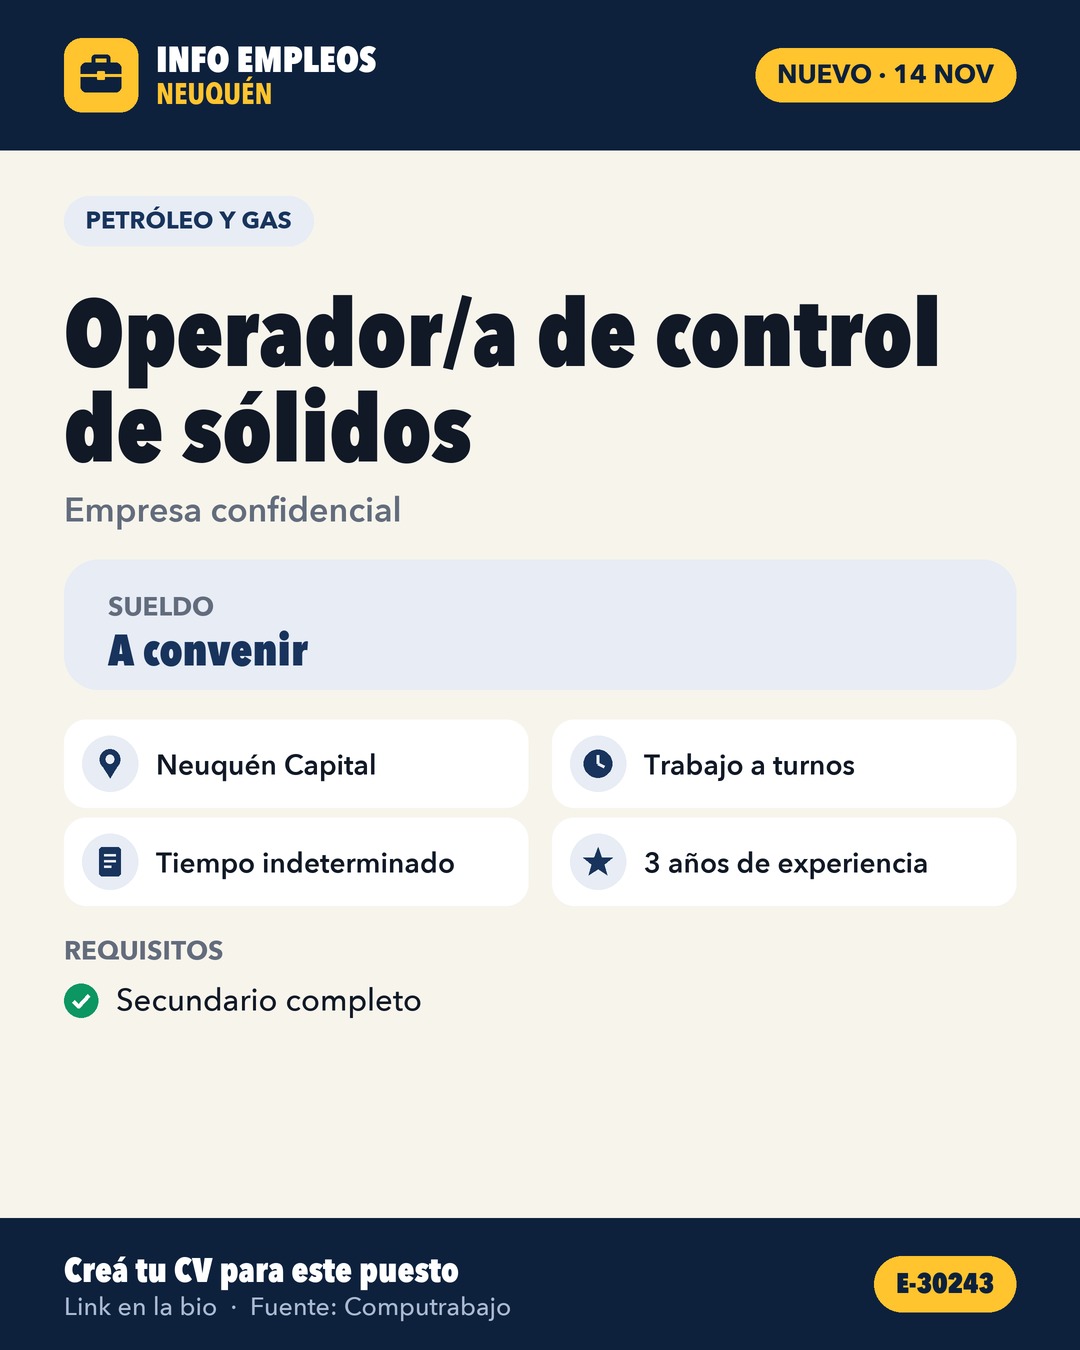 INFO EMPLEOS
NEUQUÉN
NUEVO · 14 NOV
PETRÓLEO Y GAS
Operador/a de control
de sólidos
Empresa confidencial
SUELDO
A convenir
Neuquén Capital
Trabajo a turnos
Tiempo indeterminado
3 años de experiencia
REQUISITOS
Secundario completo
Creá tu CV para este puesto
Link en la bio · Fuente: Computrabajo
E-30243